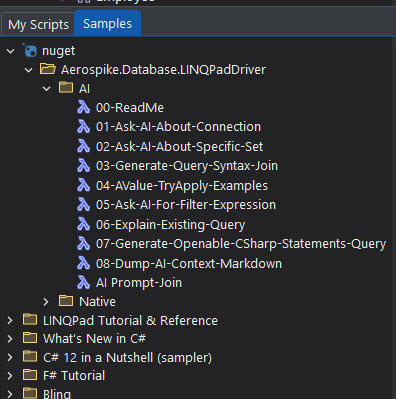 My Scripts Samples
nuget
Aerospike.Database.LINQPadDriver
AI
00-ReadMe
01-Ask-AI-About-Connection
02-Ask-AI-About-Specific-Set
03-Generate-Query-Syntax-Join
04-AValue-TryApply-Examples
05-Ask-AI-For-Filter-Expression
06-Explain-Existing-Query
07-Generate-Openable-CSharp-Statements-Query
08-Dump-AI-Context-Markdown
AI Prompt-Join
Native
LINQPad Tutorial & Reference
What's New in C#
C# 12 in a Nutshell (sampler)
F# Tutorial
Bling